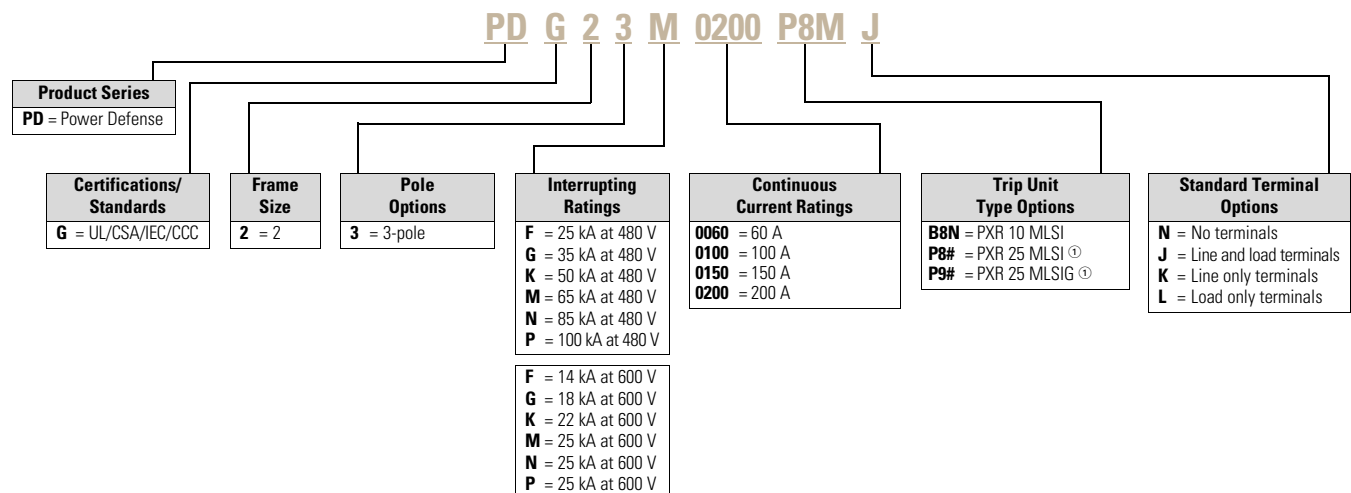 PD G 2 3 M 0200 P8M J
Product Series
PD = Power Defense
Certifications/
Standards
G = UL/CSA/IEC/CCC
Frame
Size
2 = 2
Pole
Options
3 = 3-pole
Interrupting
Ratings
F = 25 kA at 480 V
G = 35 kA at 480 V
K = 50 kA at 480 V
M = 65 kA at 480 V
N = 85 kA at 480 V
P = 100 kA at 480 V
F = 14 kA at 600 V
G = 18 kA at 600 V
K = 22 kA at 600 V
M = 25 kA at 600 V
N = 25 kA at 600 V
P = 25 kA at 600 V
Continuous
Current Ratings
0060 = 60 A
0100 = 100 A
0150 = 150 A
0200 = 200 A
Trip Unit
Type Options
B8N = PXR 10 MLSI
P8# = PXR 25 MLSI ①
P9# = PXR 25 MLSIG ①
Standard Terminal
Options
N = No terminals
J = Line and load terminals
K = Line only terminals
L = Load only terminals